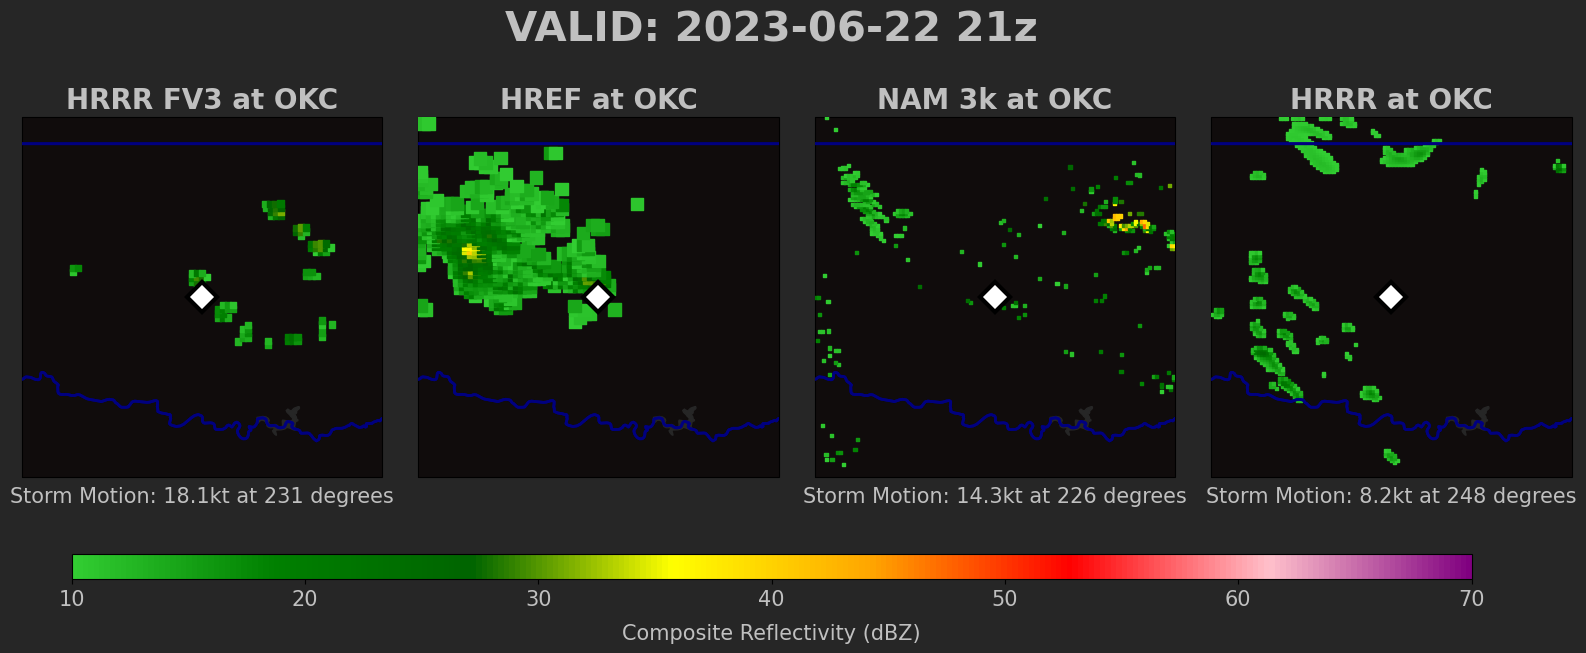 VALID: 2023-06-22 21z
HRRR FV3 at OKC
HREF at OKC
NAM 3k at OKC
HRRR at OKC
Storm Motion: 18.1kt at 231 degrees
Storm Motion: 14.3kt at 226 degrees
Storm Motion: 8.2kt at 248 degrees
10 20 30 40 50 60 70
Composite Reflectivity (dBZ)